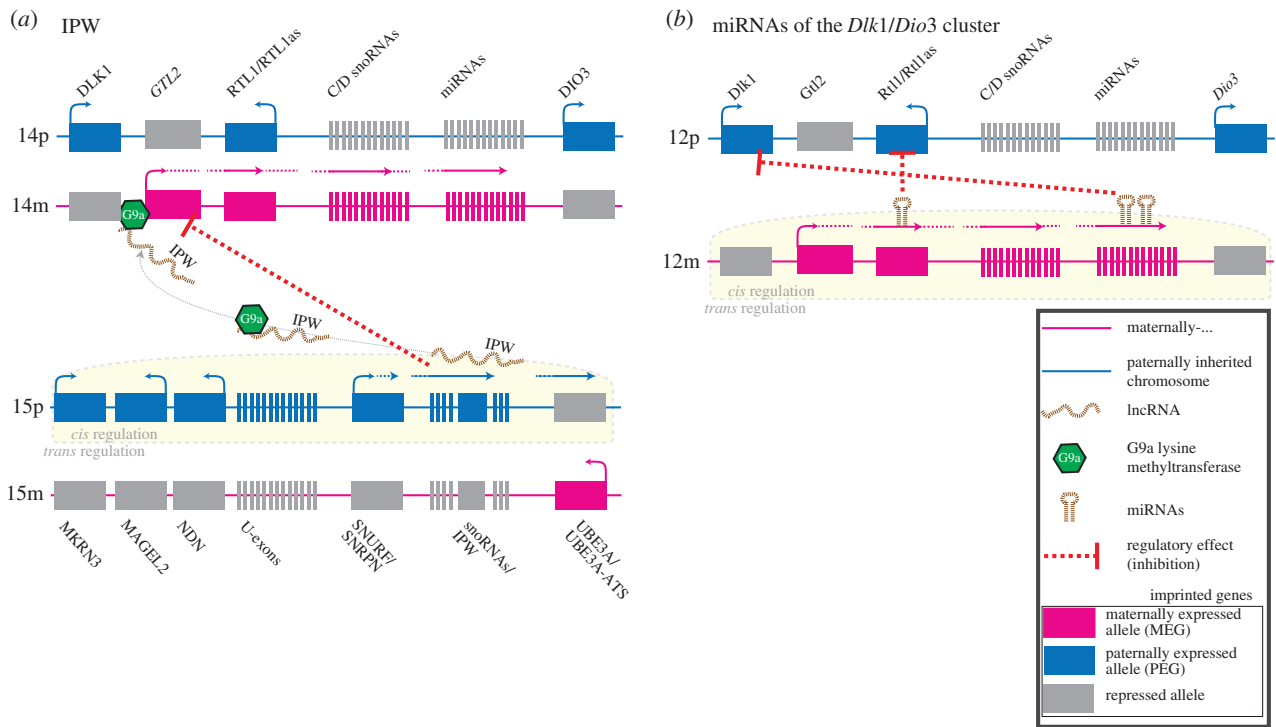 (a) IPW
DLK1
GTL2
RTL1/RTL1as
C/D snoRNAs
miRNAs
DIO3
14p
14m
G9a
IPW
G9a
IPW
IPW
15p
cis regulation
trans regulation
15m
MKRN3
MAGEL2
NDN
U-exons
SNURF/
SNRPN
snoRNAs/
IPW
UBE3A/
UBE3A-ATS
(b) miRNAs of the Dlk1/Dio3 cluster
Dlk1
Gtl2
Rtl1/Rtl1as
C/D snoRNAs
miRNAs
Dio3
12p
12m
cis regulation
trans regulation
maternally-...
paternally inherited
chromosome
lncRNA
G9a
G9a lysine
methyltransferase
miRNAs
regulatory effect
(inhibition)
imprinted genes
maternally expressed
allele (MEG)
paternally expressed
allele (PEG)
repressed allele